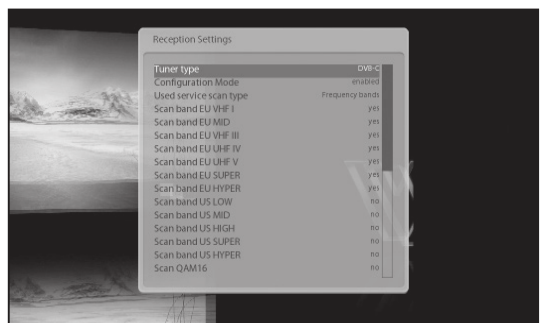 Reception Settings
Tuner type DVB-C
Configuration Mode enabled
Used service scan type Frequency bands
Scan band EU VHF I yes
Scan band EU MID yes
Scan band EU VHF III yes
Scan band EU UHF IV yes
Scan band EU UHF V yes
Scan band EU SUPER yes
Scan band EU HYPER yes
Scan band US LOW no
Scan band US MID no
Scan band US HIGH no
Scan band US SUPER no
Scan band US HYPER no
Scan QAM16 no